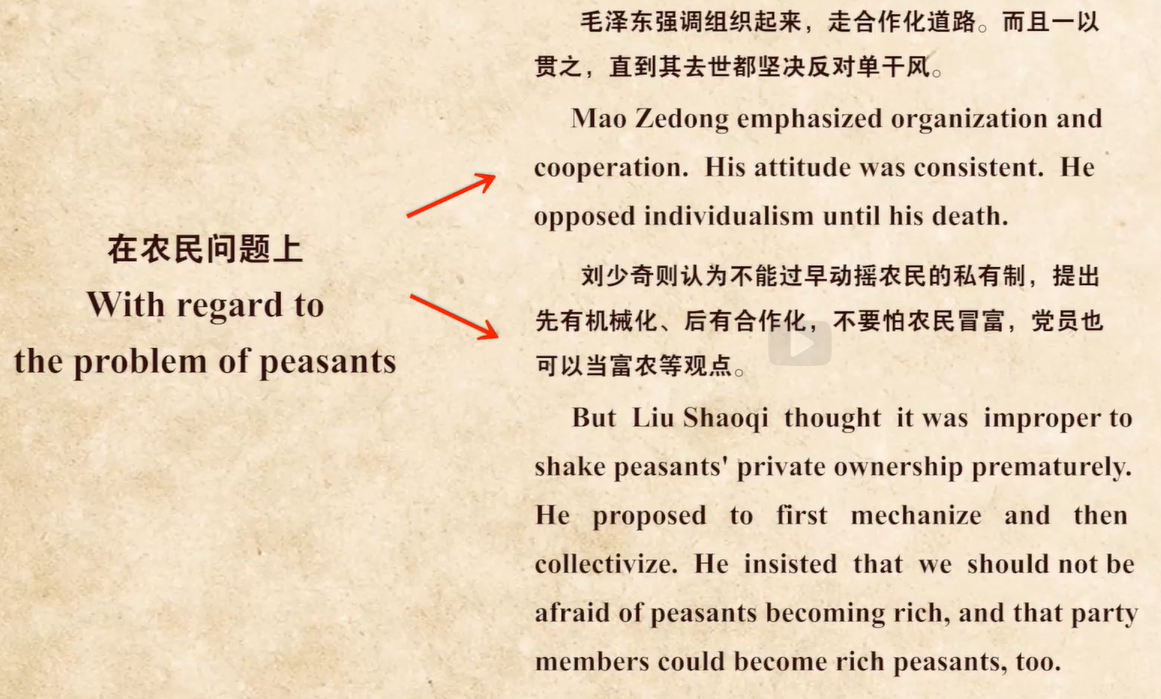 在农民问题上
With regard to
the problem of peasants
毛泽东强调组织起来，走合作化道路。而且一以
贯之，直到其去世都坚决反对单干风。
Mao Zedong emphasized organization and
cooperation. His attitude was consistent. He
opposed individualism until his death.
刘少奇则认为不能过早动摇农民的私有制，提出
先有机械化、后有合作化，不要怕农民冒富，党员也
可以当富农等观点。
But Liu Shaoqi thought it was improper to
shake peasants' private ownership prematurely.
He proposed to first mechanize and then
collectivize. He insisted that we should not be
afraid of peasants becoming rich, and that party
members could become rich peasants, too.